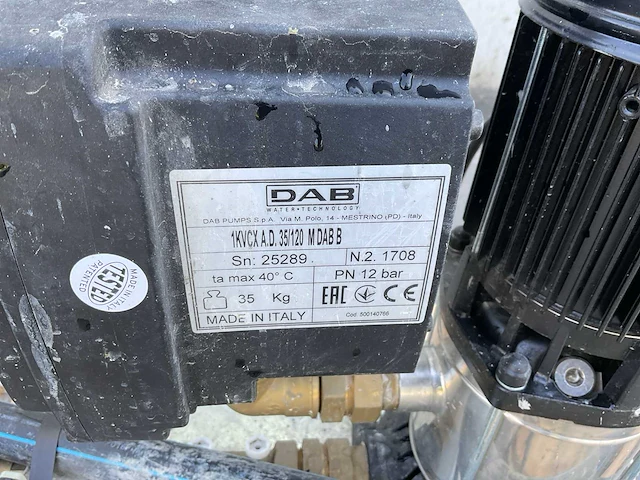 DAB
WATER•TECHNOLOGY
DAB PUMPS S.p.A. Via M. Polo, 14 - MESTRINO (PD) - Italy
1KVCX A.D. 35/120 M DAB B
Sn: 25289 N.2. 1708
ta max 40° C PN 12 bar
35 Kg EAC CE
MADE IN ITALY Cod. 500140766
MADE IN ITALY
TESTED
PATENTED